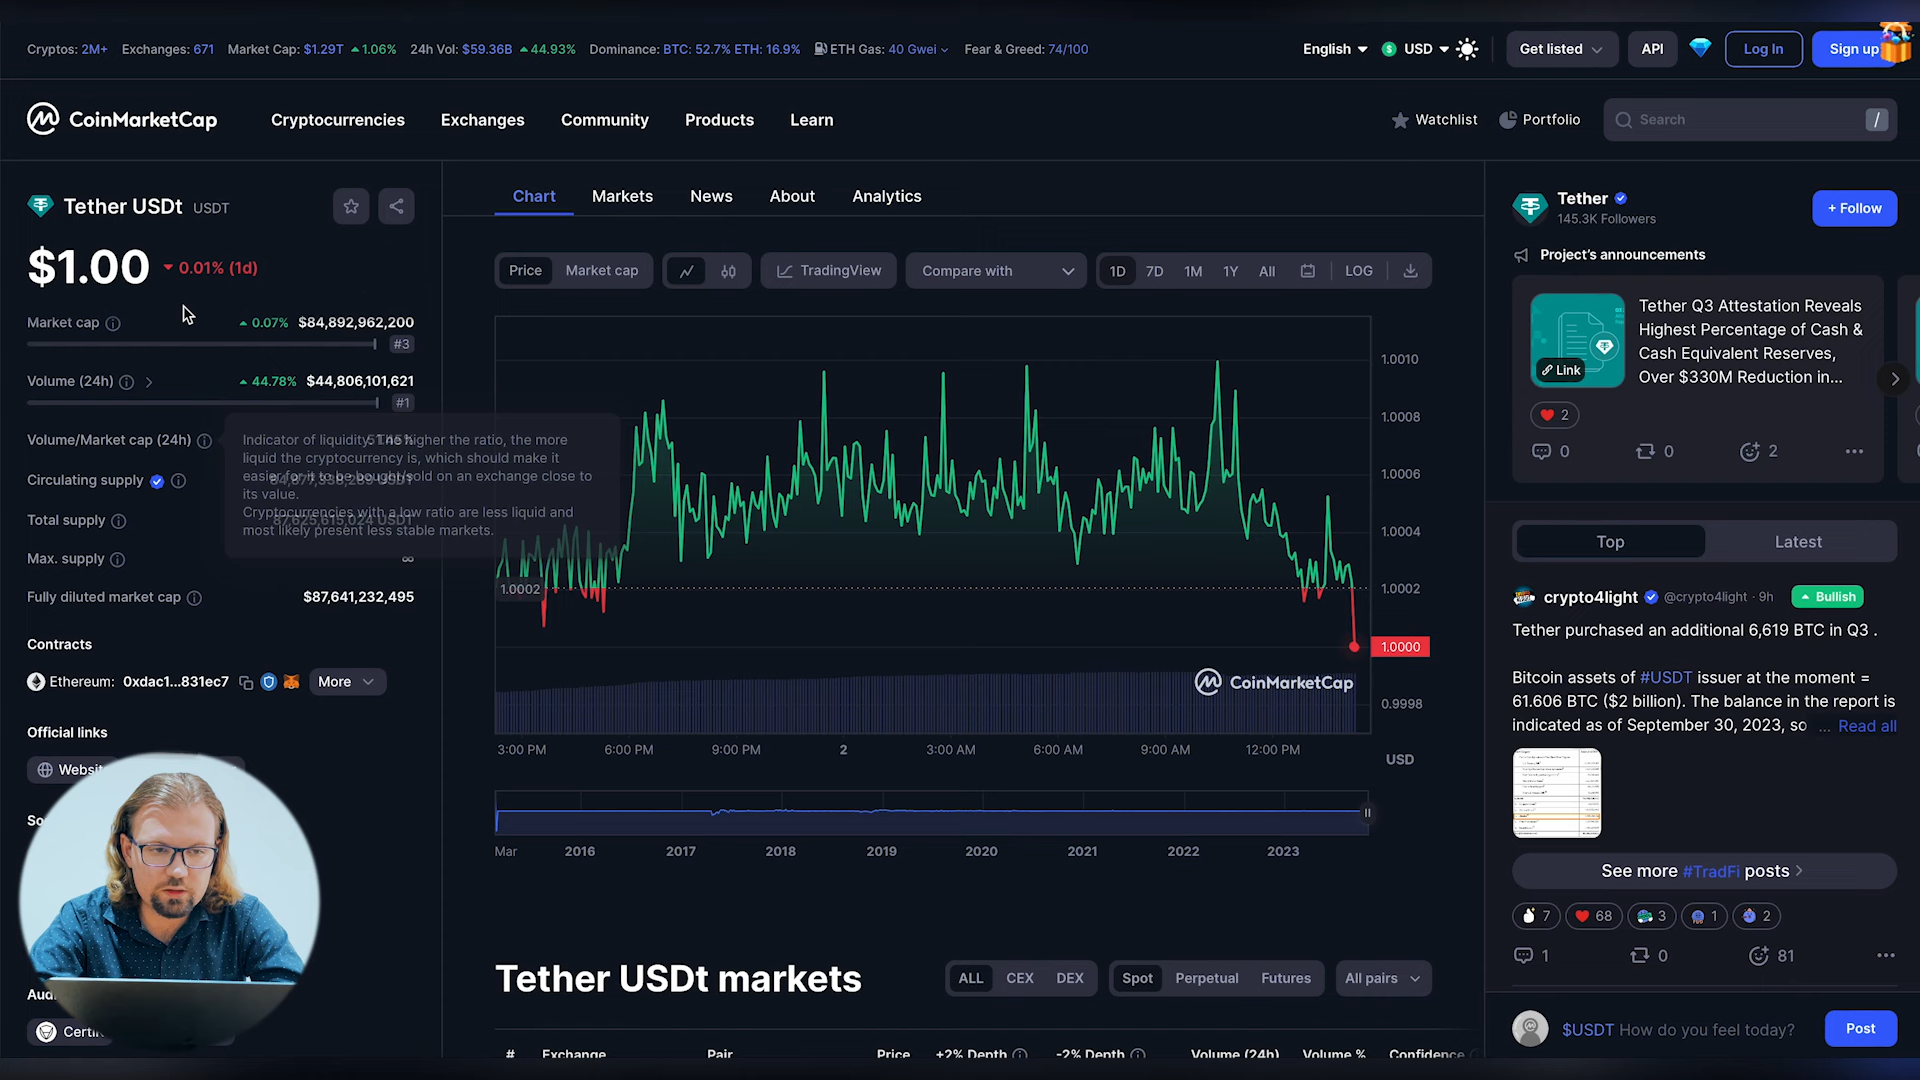 Cryptos: 2M+ Exchanges: 671 Market Cap: $1.29T 1.06% 24h Vol: $59.36B 44.93% Dominance: BTC: 52.7% ETH: 16.9% ETH Gas: 40 Gwei Fear & Greed: 74/100
English USD Get listed API Log In Sign up
CoinMarketCap Cryptocurrencies Exchanges Community Products Learn Watchlist Portfolio Search /
Tether USDt USDT
$1.00 0.01% (1d)
Market cap 0.07% $84,892,962,200
#3
Volume (24h) 44.78% $44,806,101,621
#1
Volume/Market cap (24h)
Indicator of liquidity. The higher the ratio, the more
liquid the cryptocurrency is, which should make it
easier for it to be bought/sold on an exchange close to
its value.
Cryptocurrencies with a low ratio are less liquid and
most likely present less stable markets.
Circulating supply
Total supply 87,625,615,024 USDT
Max. supply ∞
Fully diluted market cap $87,641,232,495
Contracts
Ethereum: 0xdac1...831ec7 More
Official links
Chart Markets News About Analytics
Price Market cap TradingView Compare with 1D 7D 1M 1Y All LOG
1.0010
1.0008
1.0006
1.0004
1.0002
1.0002
1.0000
0.9998
CoinMarketCap
3:00 PM 6:00 PM 9:00 PM 2 3:00 AM 6:00 AM 9:00 AM 12:00 PM
USD
Mar 2016 2017 2018 2019 2020 2021 2022 2023
Tether USDt markets ALL CEX DEX Spot Perpetual Futures All pairs
# Exchange Pair Price +2% Depth -2% Depth Volume (24h) Volume % Confidence
Tether
145.3K Followers
+ Follow
Project's announcements
Tether Q3 Attestation Reveals
Highest Percentage of Cash &
Cash Equivalent Reserves,
Over $330M Reduction in...
Link
2
0 0 2
Top Latest
crypto4light @crypto4light · 9h Bullish
Tether purchased an additional 6,619 BTC in Q3 .
Bitcoin assets of #USDT issuer at the moment =
61.606 BTC ($2 billion). The balance in the report is
indicated as of September 30, 2023, so ... Read all
See more #TradFi posts
7 68 3 1 2
1 0 81
$USDT How do you feel today? Post